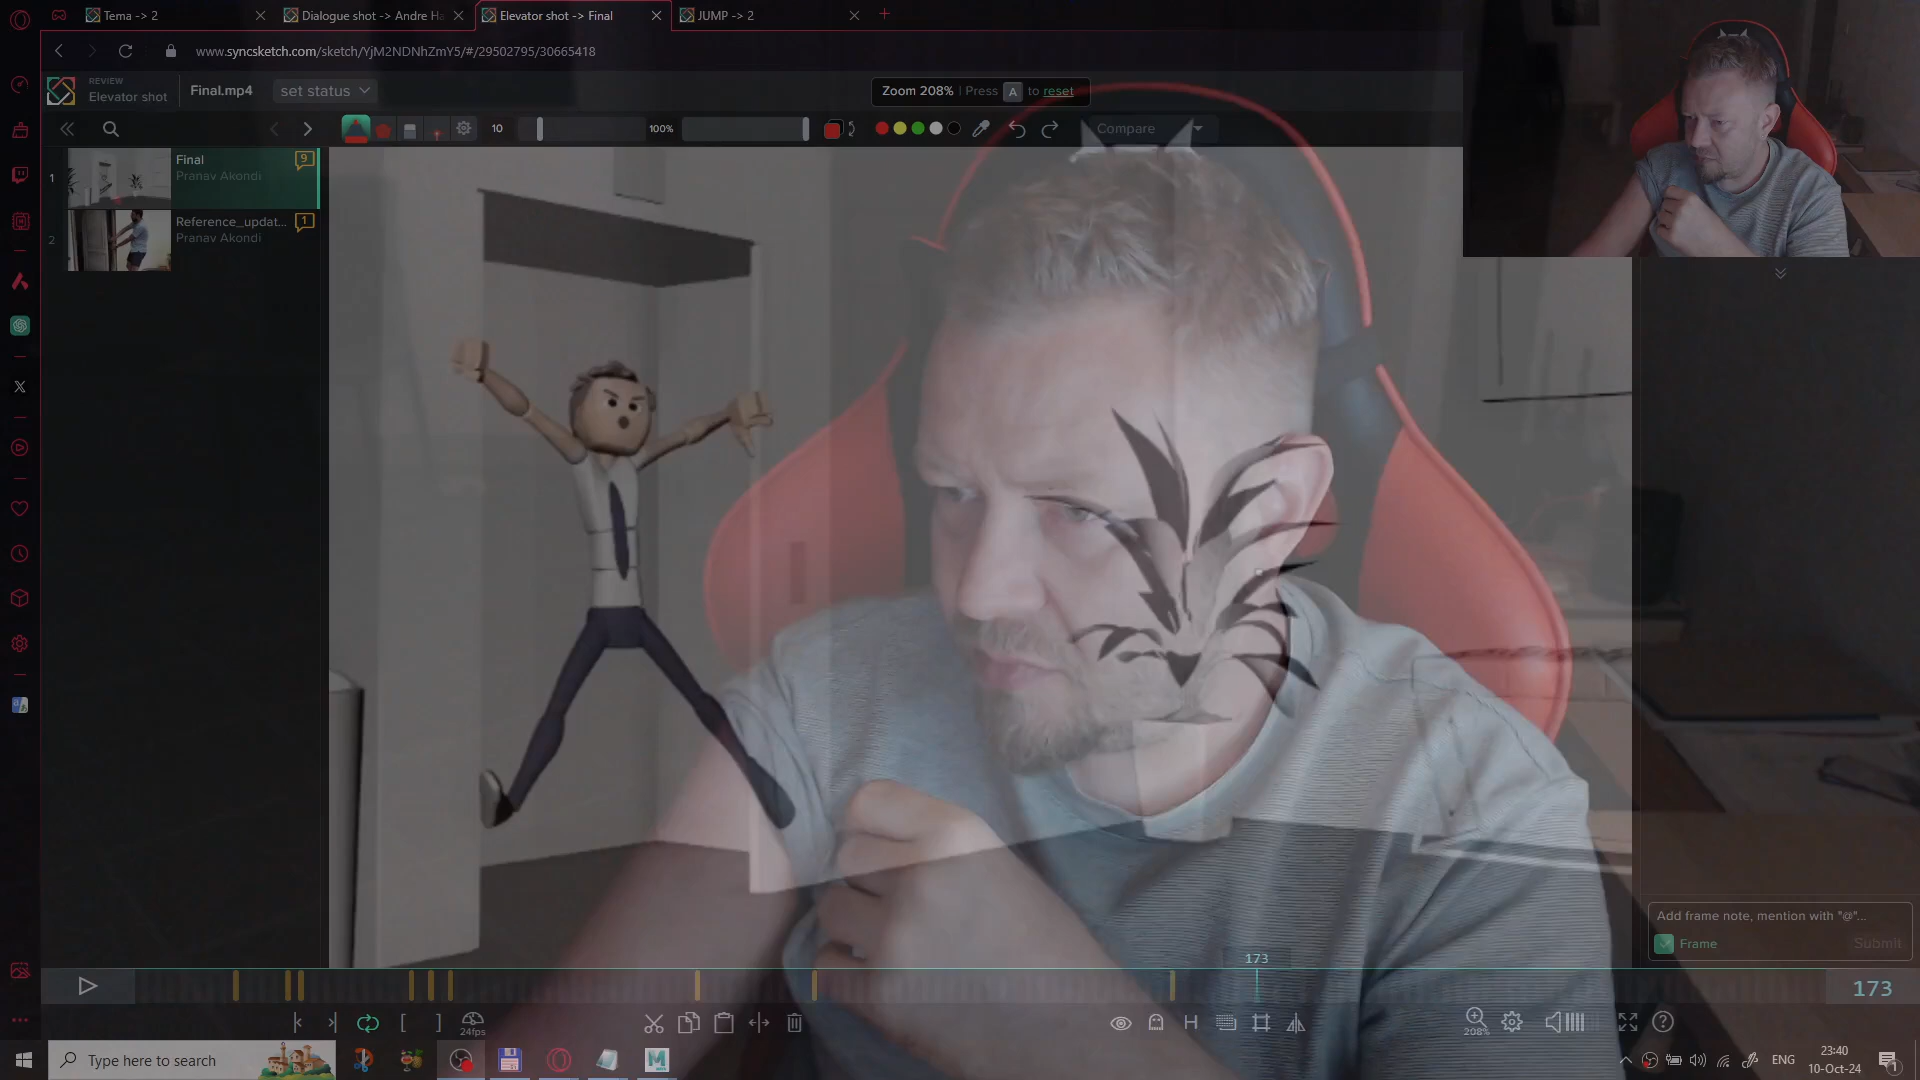 Tema -> 2
Dialogue shot -> Andre Ha
Elevator shot -> Final
JUMP -> 2
www.syncsketch.com/sketch/YjM2NDNhZmY5/#/29502795/30665418
REVIEW
Elevator shot
Final.mp4
set status
Zoom 208% | Press A to reset
10
100%
Compare
1
Final
Pranav Akondi
9
2
Reference_updat...
Pranav Akondi
1
Add frame note, mention with "@"...
Frame
Submit
173
173
24fps
208%
Type here to search
ENG
23:40
10-Oct-24
1